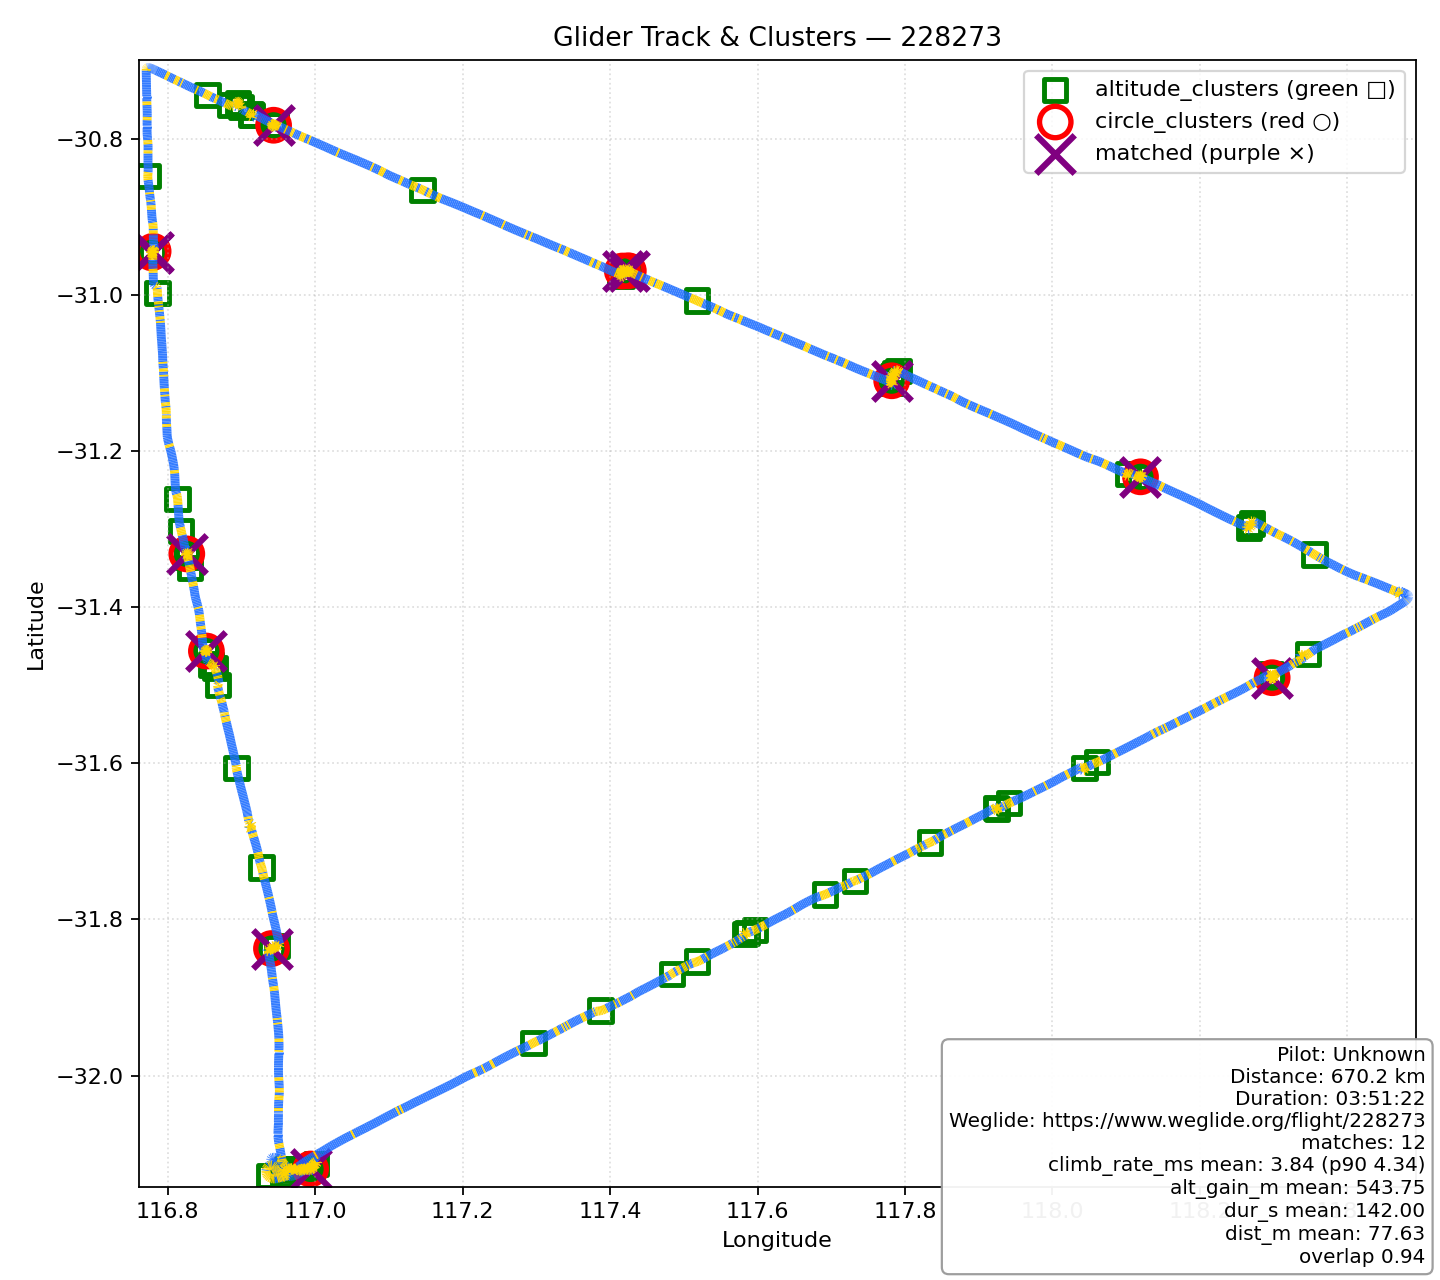 Glider Track & Clusters — 228273
altitude_clusters (green □)
circle_clusters (red ○)
matched (purple ×)
Latitude
−30.8
−31.0
−31.2
−31.4
−31.6
−31.8
−32.0
116.8
117.0
117.2
117.4
117.6
117.8
118.0
Longitude
Pilot: Unknown
Distance: 670.2 km
Duration: 03:51:22
Weglide: https://www.weglide.org/flight/228273
matches: 12
climb_rate_ms mean: 3.84 (p90 4.34)
alt_gain_m mean: 543.75
dur_s mean: 142.00
dist_m mean: 77.63
overlap 0.94